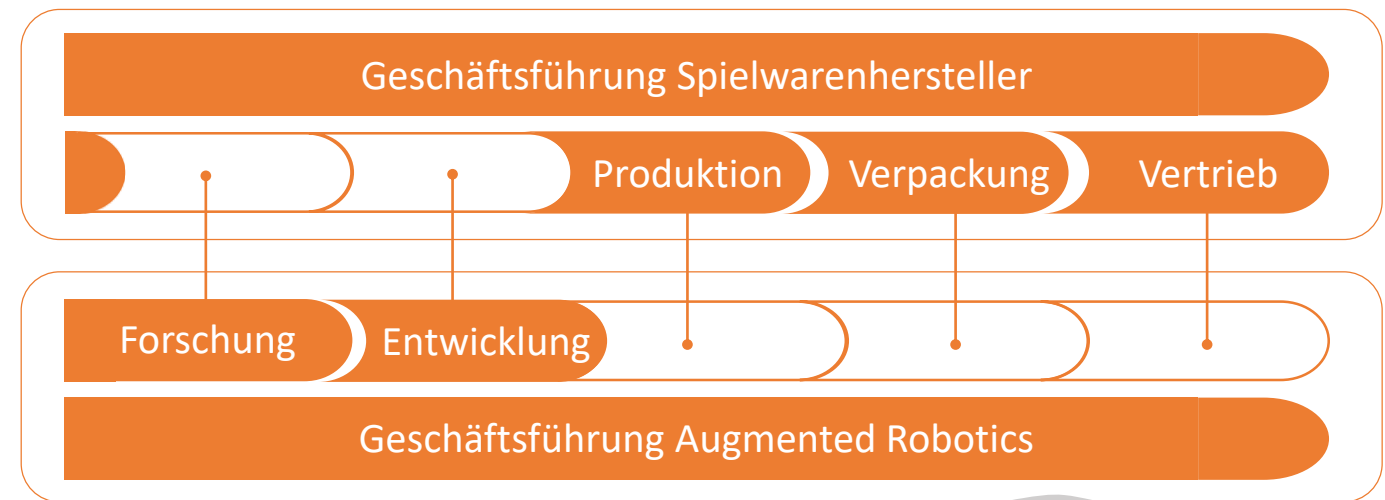 Geschäftsführung Spielwarenhersteller
Produktion Verpackung Vertrieb
Forschung Entwicklung
Geschäftsführung Augmented Robotics